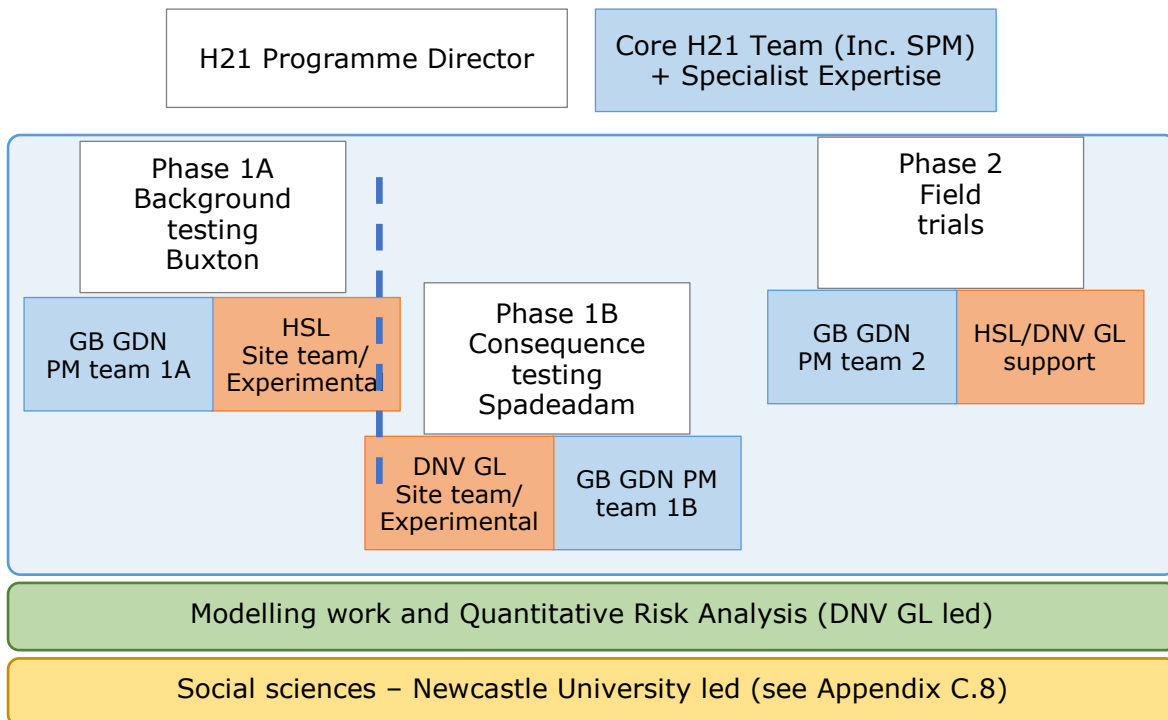 H21 Programme Director
Core H21 Team (Inc. SPM)
+ Specialist Expertise
Phase 1A
Background
testing
Buxton
GB GDN
PM team 1A
HSL
Site team/
Experimental
Phase 1B
Consequence
testing
Spadeadam
DNV GL
Site team/
Experimental
GB GDN PM
team 1B
Phase 2
Field
trials
GB GDN
PM team 2
HSL/DNV GL
support
Modelling work and Quantitative Risk Analysis (DNV GL led)
Social sciences – Newcastle University led (see Appendix C.8)